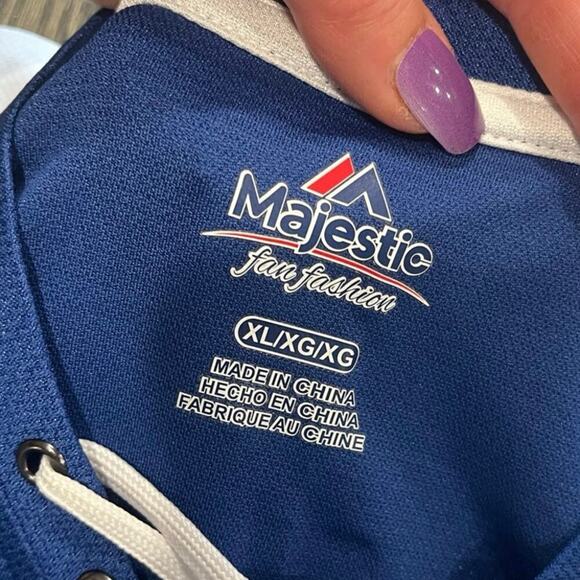 Majestic
fan fashion
XL/XG/XG
MADE IN CHINA
HECHO EN CHINA
FABRIQUE AU CHINE